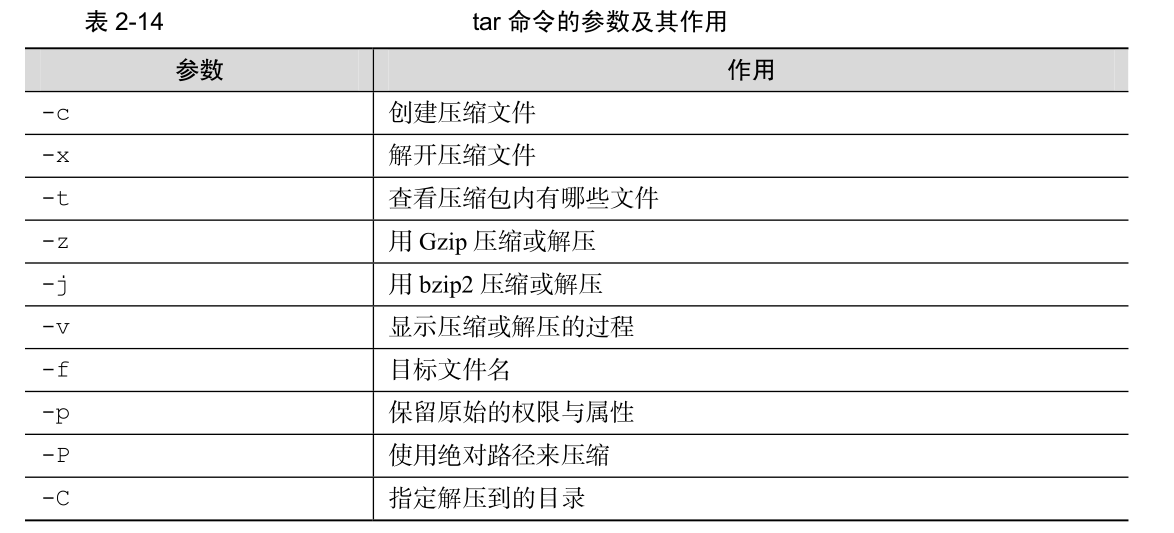 表 2-14 tar 命令的参数及其作用
参数 作用
-c 创建压缩文件
-x 解开压缩文件
-t 查看压缩包内有哪些文件
-z 用 Gzip 压缩或解压
-j 用 bzip2 压缩或解压
-v 显示压缩或解压的过程
-f 目标文件名
-p 保留原始的权限与属性
-P 使用绝对路径来压缩
-C 指定解压到的目录